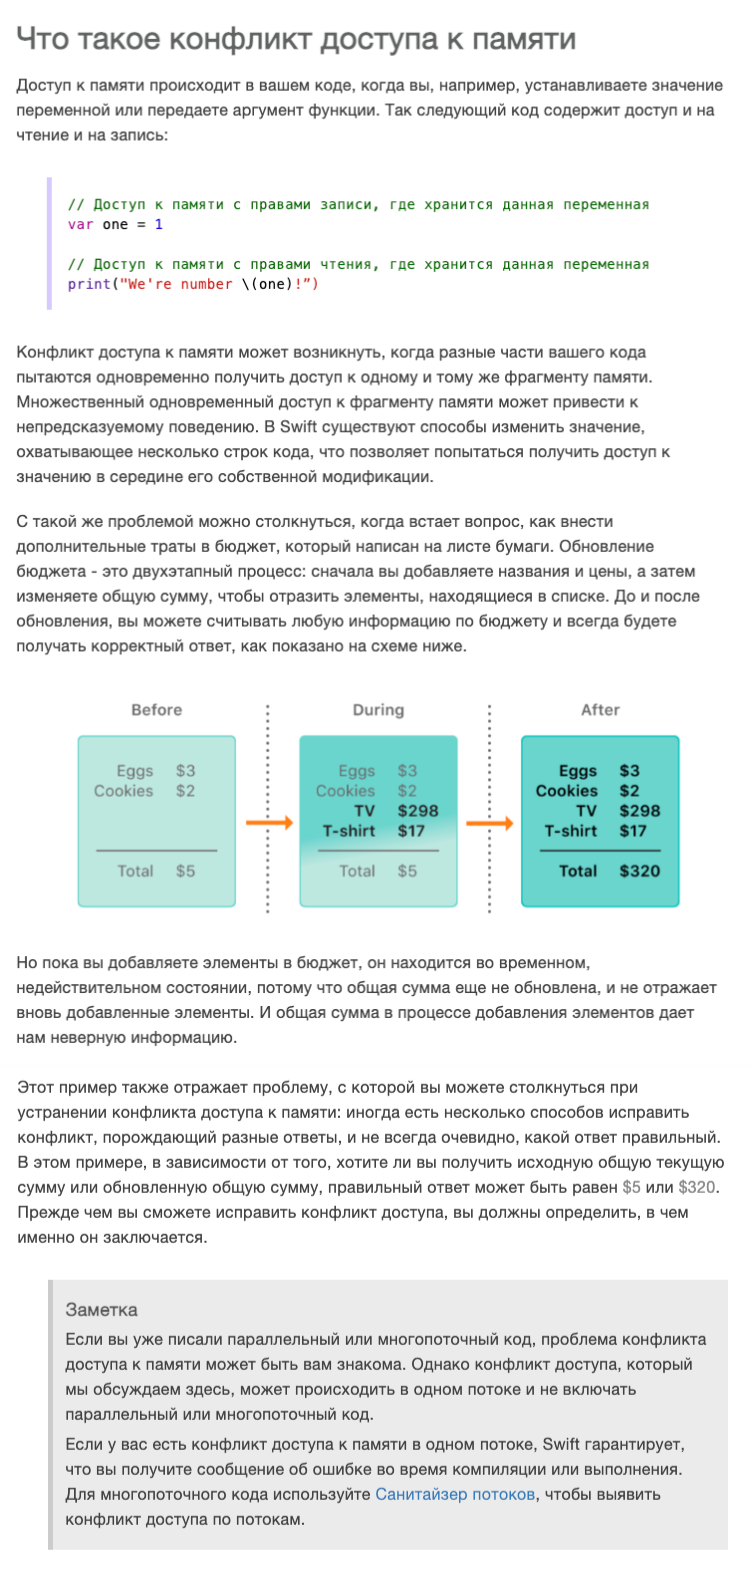 Что такое конфликт доступа к памяти
Доступ к памяти происходит в вашем коде, когда вы, например, устанавливаете значение
переменной или передаете аргумент функции. Так следующий код содержит доступ и на
чтение и на запись:
// Доступ к памяти с правами записи, где хранится данная переменная
var one = 1
// Доступ к памяти с правами чтения, где хранится данная переменная
print("We're number \(one)!”)
Конфликт доступа к памяти может возникнуть, когда разные части вашего кода
пытаются одновременно получить доступ к одному и тому же фрагменту памяти.
Множественный одновременный доступ к фрагменту памяти может привести к
непредсказуемому поведению. В Swift существуют способы изменить значение,
охватывающее несколько строк кода, что позволяет попытаться получить доступ к
значению в середине его собственной модификации.
С такой же проблемой можно столкнуться, когда встает вопрос, как внести
дополнительные траты в бюджет, который написан на листе бумаги. Обновление
бюджета - это двухэтапный процесс: сначала вы добавляете названия и цены, а затем
изменяете общую сумму, чтобы отразить элементы, находящиеся в списке. До и после
обновления, вы можете считывать любую информацию по бюджету и всегда будете
получать корректный ответ, как показано на схеме ниже.
Before
Eggs $3
Cookies $2
Total $5
During
Eggs $3
Cookies $2
TV $298
T-shirt $17
Total $5
After
Eggs $3
Cookies $2
TV $298
T-shirt $17
Total $320
Но пока вы добавляете элементы в бюджет, он находится во временном,
недействительном состоянии, потому что общая сумма еще не обновлена, и не отражает
вновь добавленные элементы. И общая сумма в процессе добавления элементов дает
нам неверную информацию.
Этот пример также отражает проблему, с которой вы можете столкнуться при
устранении конфликта доступа к памяти: иногда есть несколько способов исправить
конфликт, порождающий разные ответы, и не всегда очевидно, какой ответ правильный.
В этом примере, в зависимости от того, хотите ли вы получить исходную общую текущую
сумму или обновленную общую сумму, правильный ответ может быть равен $5 или $320.
Прежде чем вы сможете исправить конфликт доступа, вы должны определить, в чем
именно он заключается.
Заметка
Если вы уже писали параллельный или многопоточный код, проблема конфликта
доступа к памяти может быть вам знакома. Однако конфликт доступа, который
мы обсуждаем здесь, может происходить в одном потоке и не включать
параллельный или многопоточный код.
Если у вас есть конфликт доступа к памяти в одном потоке, Swift гарантирует,
что вы получите сообщение об ошибке во время компиляции или выполнения.
Для многопоточного кода используйте Санитайзер потоков, чтобы выявить
конфликт доступа по потокам.